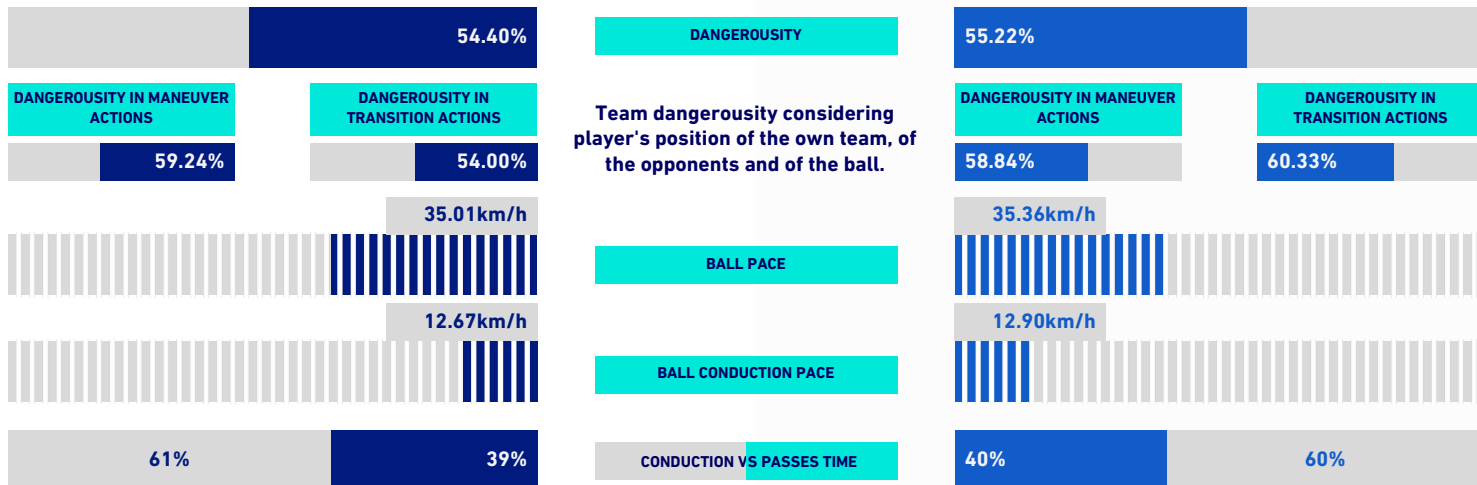 54.40%
DANGEROUSITY
55.22%
DANGEROUSITY IN MANEUVER
ACTIONS
DANGEROUSITY IN
TRANSITION ACTIONS
59.24%
54.00%
Team dangerousity considering
player's position of the own team, of
the opponents and of the ball.
DANGEROUSITY IN MANEUVER
ACTIONS
DANGEROUSITY IN
TRANSITION ACTIONS
58.84%
60.33%
35.01km/h
BALL PACE
35.36km/h
12.67km/h
BALL CONDUCTION PACE
12.90km/h
61%
39%
CONDUCTION VS PASSES TIME
40%
60%